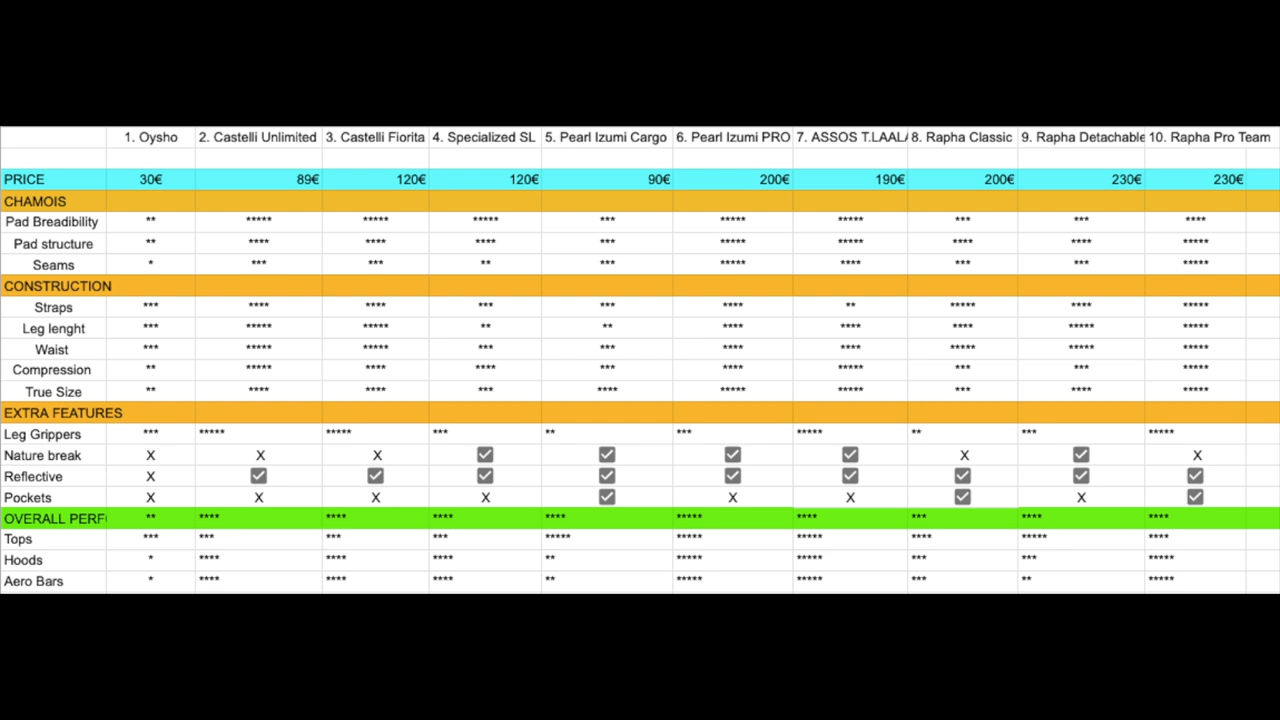 1. Oysho 2. Castelli Unlimited 3. Castelli Fiorita 4. Specialized SL 5. Pearl Izumi Cargo 6. Pearl Izumi PRO 7. ASSOS T.LAALA 8. Rapha Classic 9. Rapha Detachable 10. Rapha Pro Team
PRICE 30€ 89€ 120€ 120€ 90€ 200€ 190€ 200€ 230€ 230€
CHAMOIS
Pad Breadibility ** ***** ***** ***** *** ***** ***** *** *** ****
Pad structure ** **** **** **** *** ***** ***** **** **** *****
Seams * *** *** ** *** ***** **** *** *** *****
CONSTRUCTION
Straps *** **** **** *** *** **** ** ***** **** *****
Leg lenght *** ***** ***** ** ** **** **** **** ***** *****
Waist *** ***** ***** *** *** **** **** ***** ***** *****
Compression ** ***** **** **** *** **** ***** *** *** *****
True Size ** **** **** *** **** ***** ***** *** **** *****
EXTRA FEATURES
Leg Grippers *** ***** ***** *** ** *** ***** ** *** *****
Nature break X X X ☑ ☑ ☑ ☑ X ☑ X
Reflective X ☑ ☑ ☑ ☑ ☑ ☑ ☑ ☑ ☑
Pockets X X X X ☑ X X ☑ X ☑
OVERALL PERF ** **** **** **** **** ***** **** *** **** ****
Tops *** *** *** *** ***** ***** ***** **** ***** ****
Hoods * **** **** **** ** ***** ***** *** *** *****
Aero Bars * **** **** **** ** ***** ***** *** ** *****